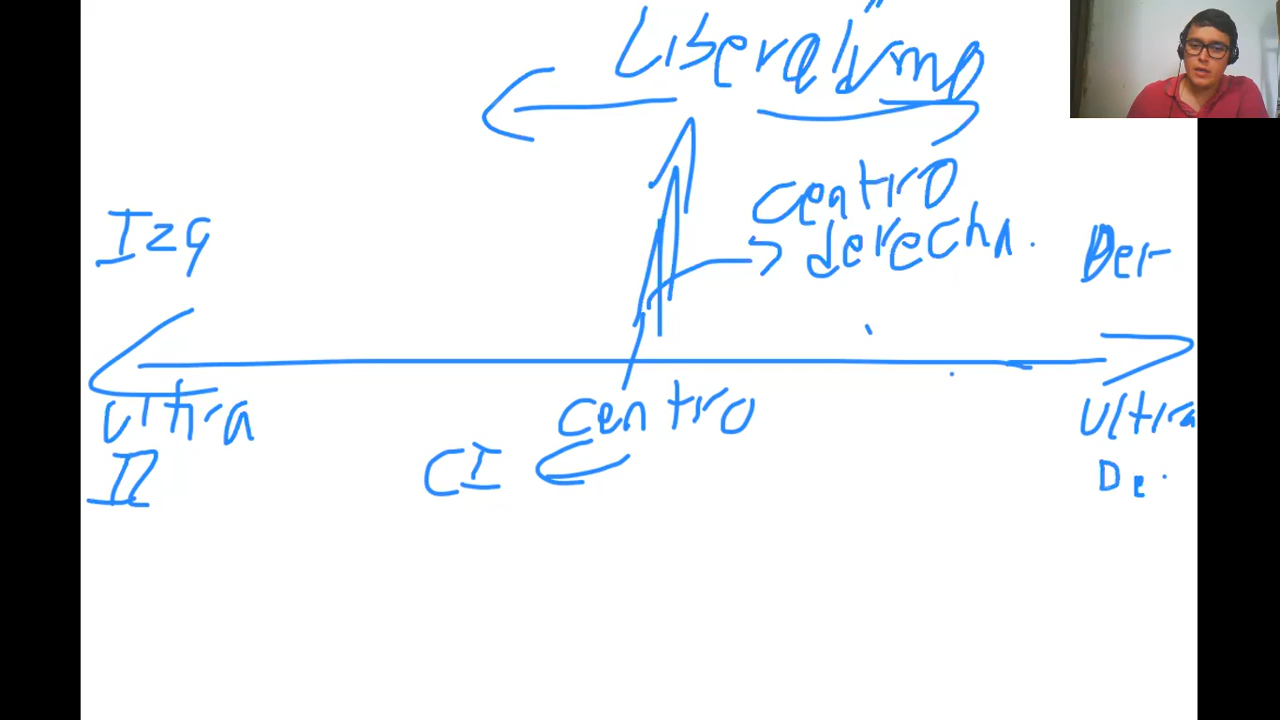 Liberalismo
centro
derecha.
Izq
Der
ultra
Iz
centro
CI
Ultra
De.